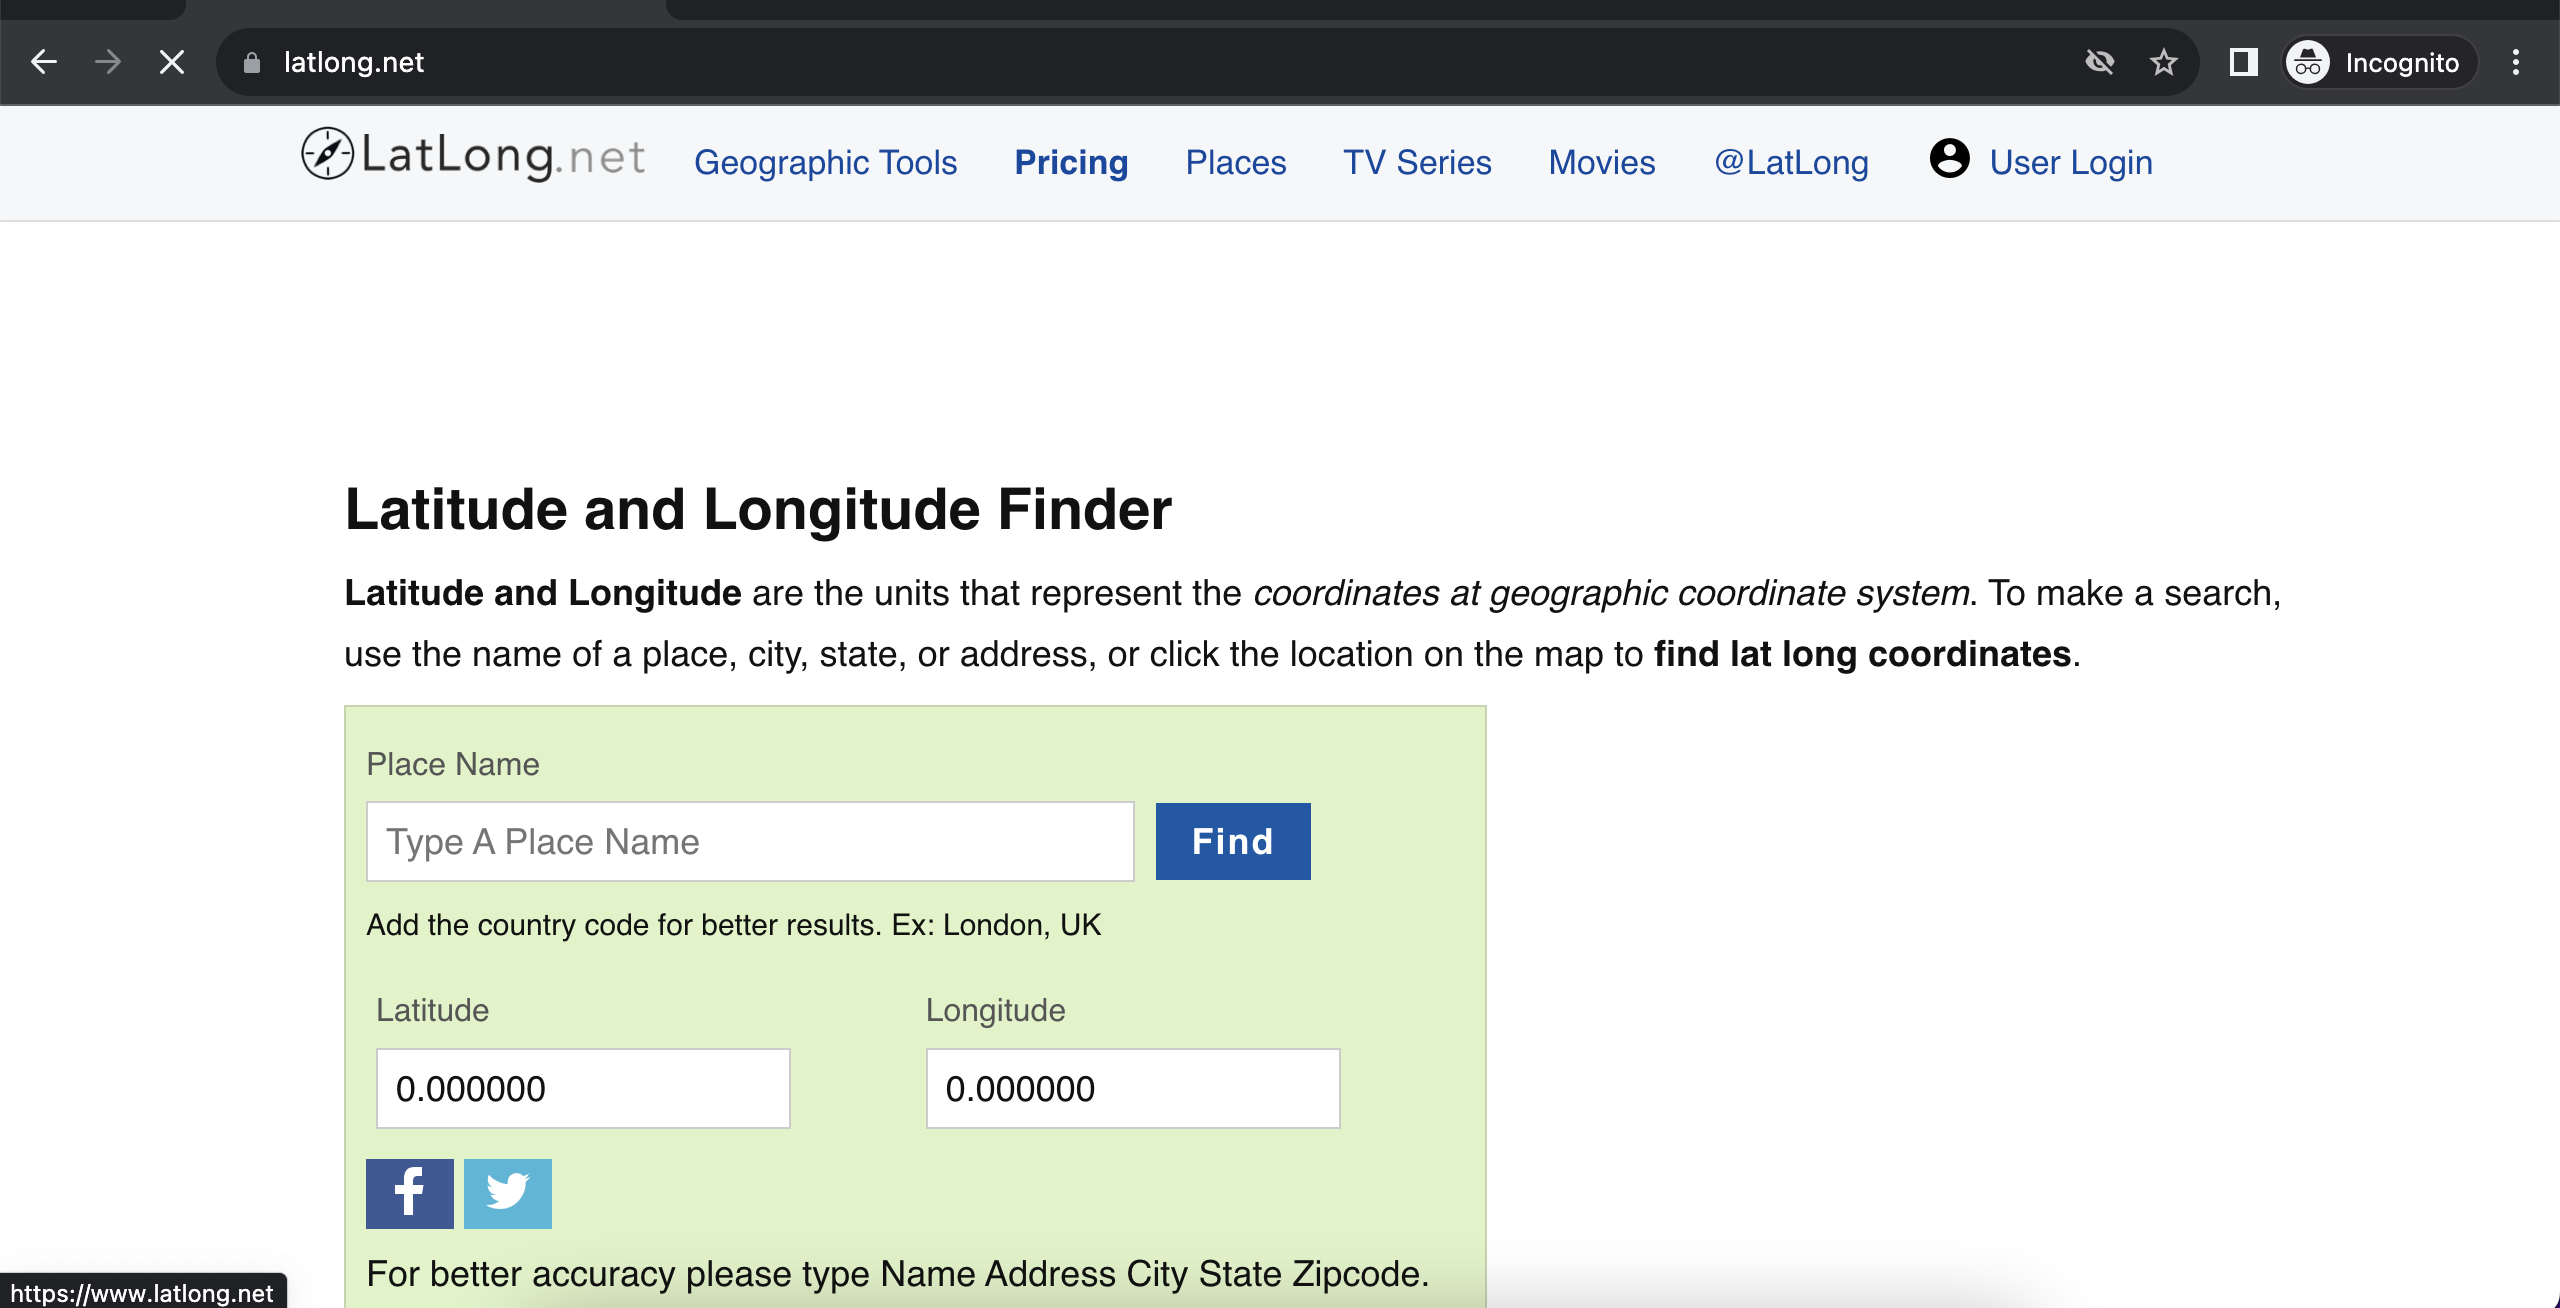 latlong.net
Incognito
LatLong.net
Geographic Tools
Pricing
Places
TV Series
Movies
@LatLong
User Login
Latitude and Longitude Finder
Latitude and Longitude are the units that represent the coordinates at geographic coordinate system. To make a search,
use the name of a place, city, state, or address, or click the location on the map to find lat long coordinates.
Place Name
Type A Place Name
Find
Add the country code for better results. Ex: London, UK
Latitude
Longitude
0.000000
0.000000
For better accuracy please type Name Address City State Zipcode.
https://www.latlong.net